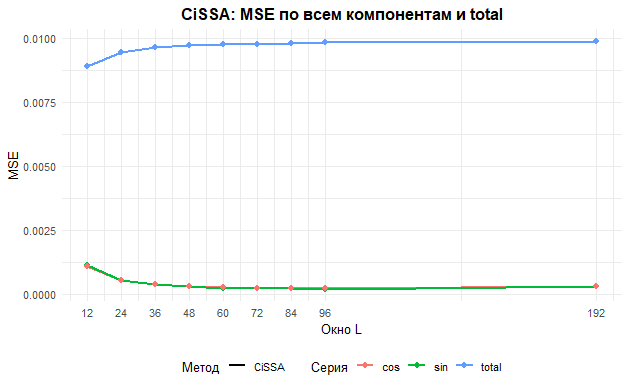 CiSSA: MSE по всем компонентам и total
0.0100
0.0075
0.0050
0.0025
0.0000
MSE
12 24 36 48 60 72 84 96 192
Окно L
Метод CiSSA Серия cos sin total